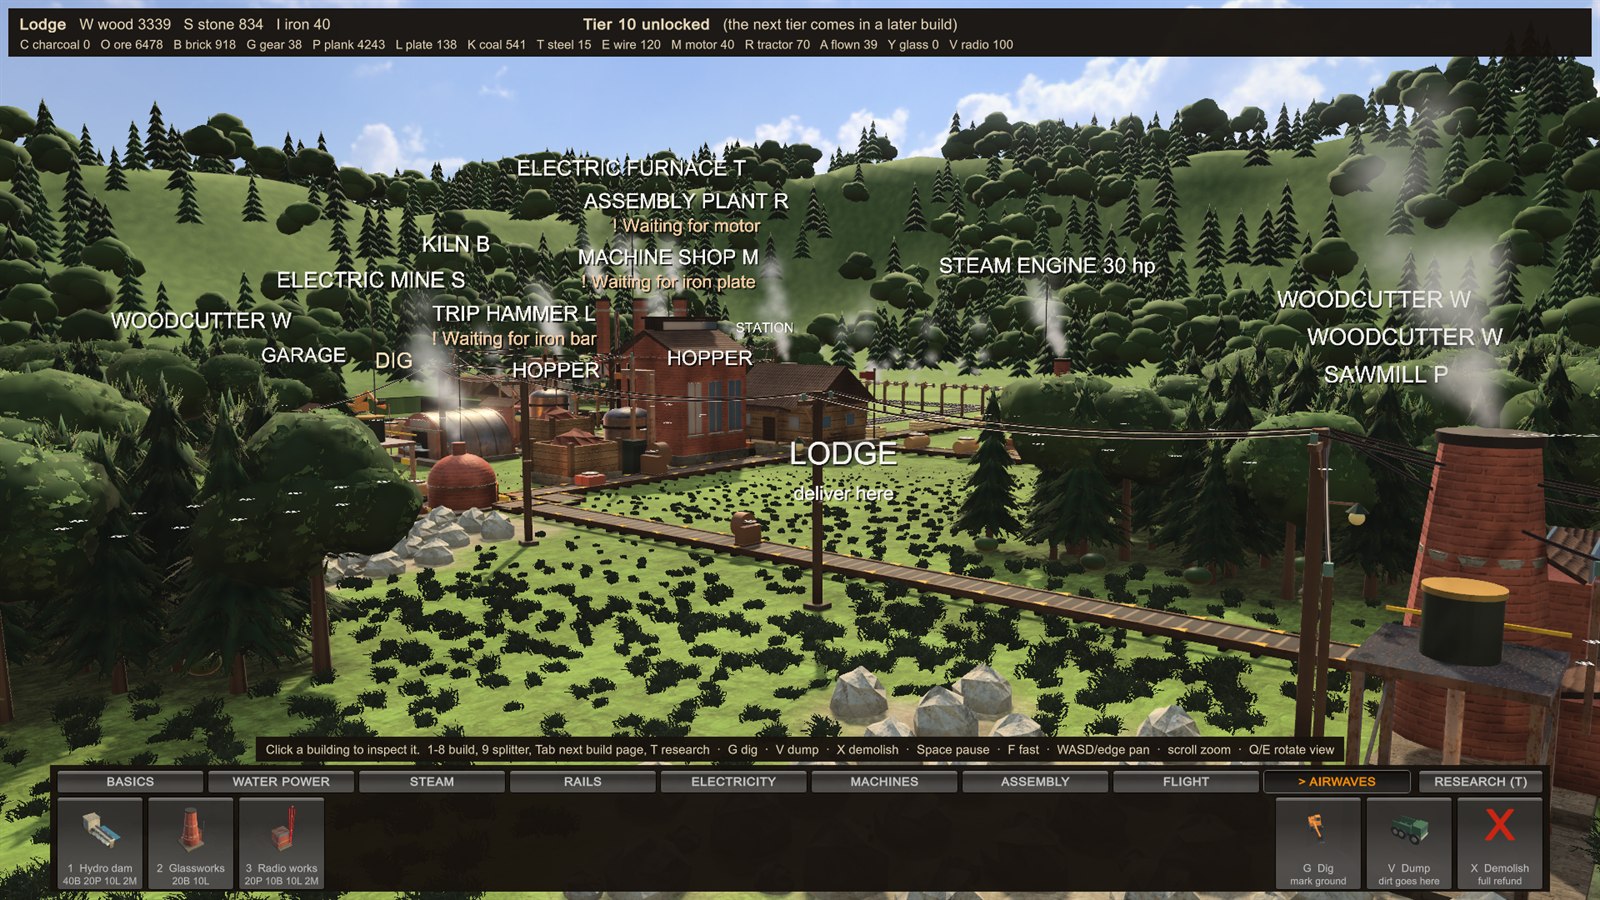 Lodge W wood 3339 S stone 834 I iron 40
Tier 10 unlocked (the next tier comes in a later build)
C charcoal 0 O ore 6478 B brick 918 G gear 38 P plank 4243 L plate 138 K coal 541 T steel 15 E wire 120 M motor 40 R tractor 70 A flown 39 Y glass 0 V radio 100
ELECTRIC FURNACE T
ASSEMBLY PLANT R
! Waiting for motor
KILN B
MACHINE SHOP M
! Waiting for iron plate
STEAM ENGINE 30 hp
ELECTRIC MINE S
WOODCUTTER W
WOODCUTTER W
TRIP HAMMER L
! Waiting for iron bar
STATION
WOODCUTTER W
GARAGE
DIG
HOPPER
HOPPER
SAWMILL P
LODGE
deliver here
Click a building to inspect it. 1-8 build, 9 splitter, Tab next build page, T research · G dig · V dump · X demolish · Space pause · F fast · WASD/edge pan · scroll zoom · Q/E rotate view
BASICS
WATER POWER
STEAM
RAILS
ELECTRICITY
MACHINES
ASSEMBLY
FLIGHT
> AIRWAVES
RESEARCH (T)
1 Hydro dam
40B 20P 10L 2M
2 Glassworks
20B 10L
3 Radio works
20P 10B 10L 2M
G Dig
mark ground
V Dump
dirt goes here
X Demolish
full refund